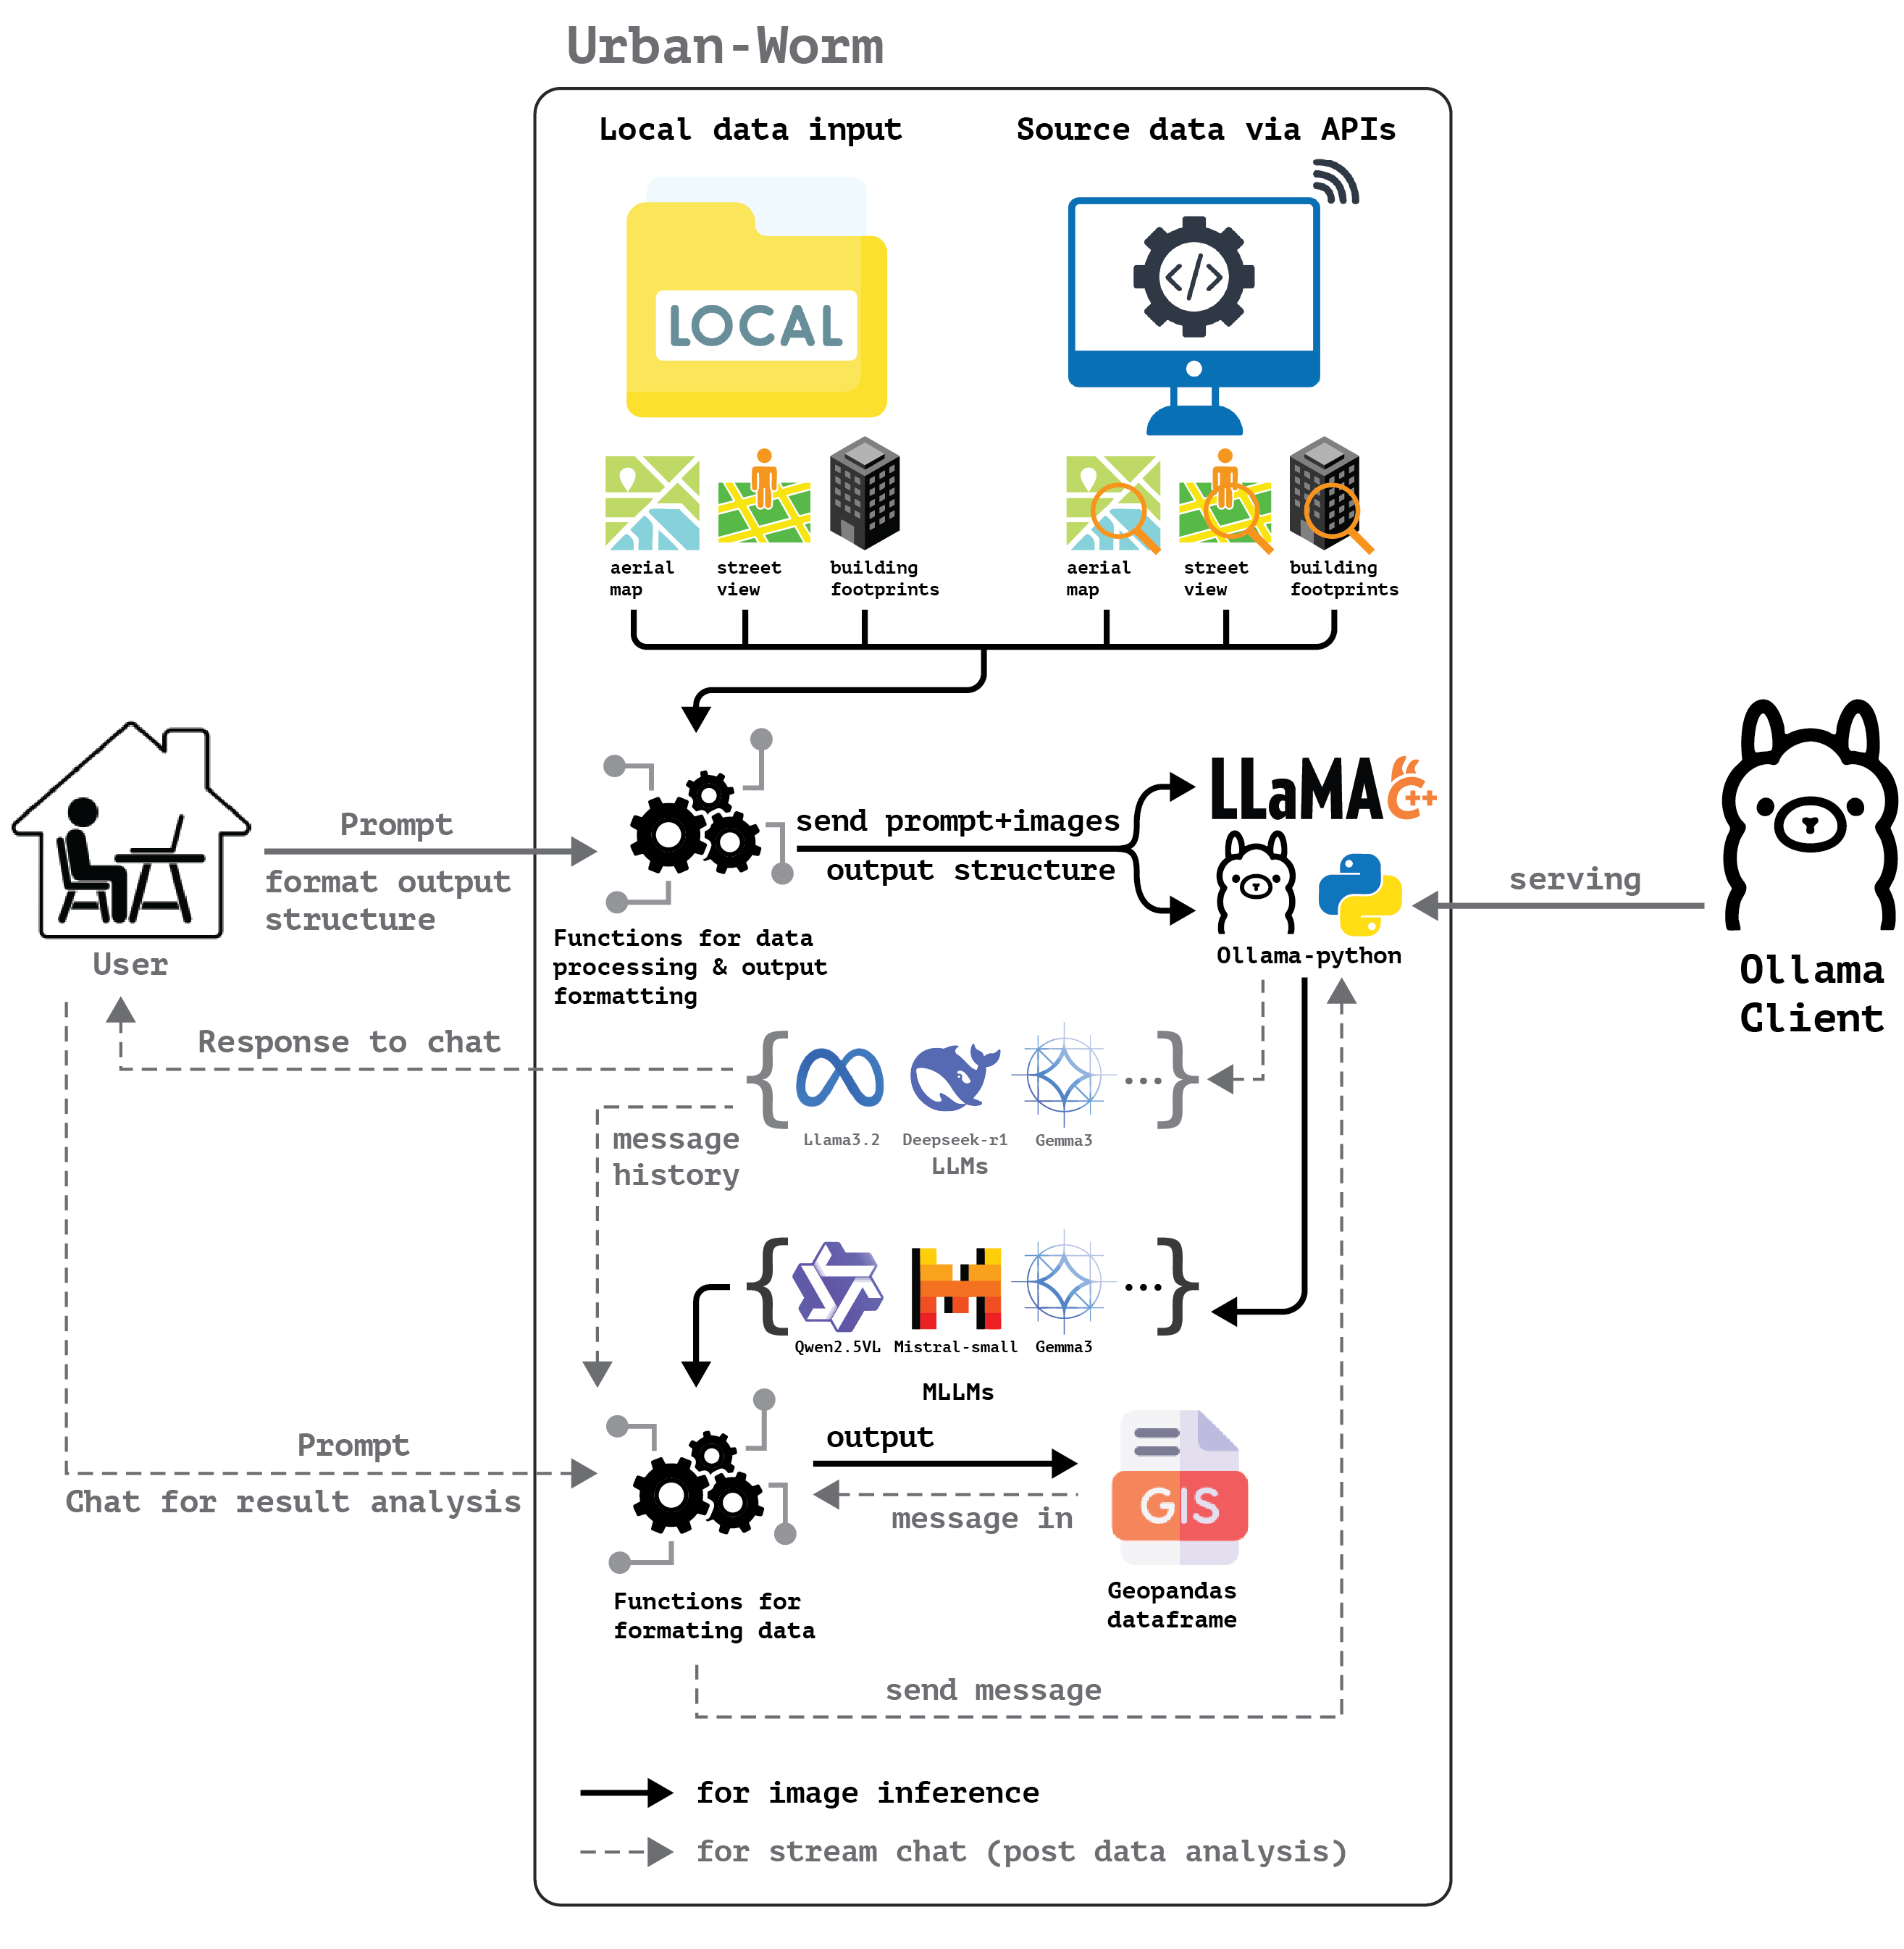 Urban-Worm
Local data input
Source data via APIs
LOCAL
</>
aerial
map
street
view
building
footprints
aerial
map
street
view
building
footprints
Prompt
format output
structure
User
send prompt+images
output structure
Functions for data
processing & output
formatting
LLaMA C++
Ollama-python
serving
Ollama
Client
Response to chat
message
history
{ ... }
Llama3.2
Deepseek-r1
Gemma3
LLMs
{ ... }
Qwen2.5VL
Mistral-small
Gemma3
MLLMs
Prompt
Chat for result analysis
output
message in
GIS
Functions for
formating data
Geopandas
dataframe
send message
for image inference
for stream chat (post data analysis)